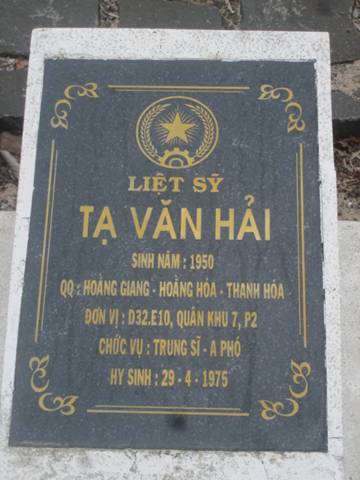 LIỆT SỸ
TẠ VĂN HẢI
SINH NĂM : 1950
QQ : HOẰNG GIANG - HOẰNG HÓA - THANH HÓA
ĐƠN VỊ : D32.E10, QUÂN KHU 7, P2
CHỨC VỤ : TRUNG SĨ - A PHÓ
HY SINH : 29 - 4 - 1975